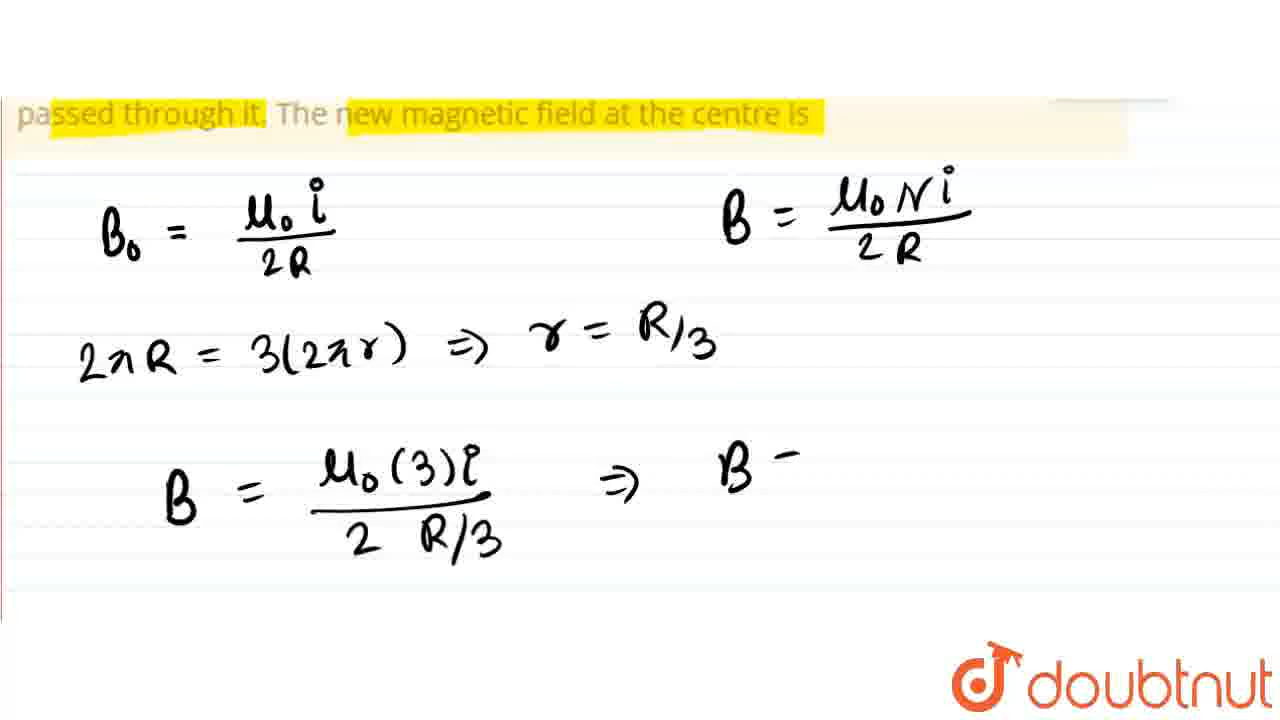 passed through it. The new magnetic field at the centre is
B₀ = μ₀ i / 2R B = μ₀ N i / 2R
2πR = 3(2πr) ⇒ r = R/3
B = μ₀ (3) i / 2 R/3 ⇒ B =
doubtnut